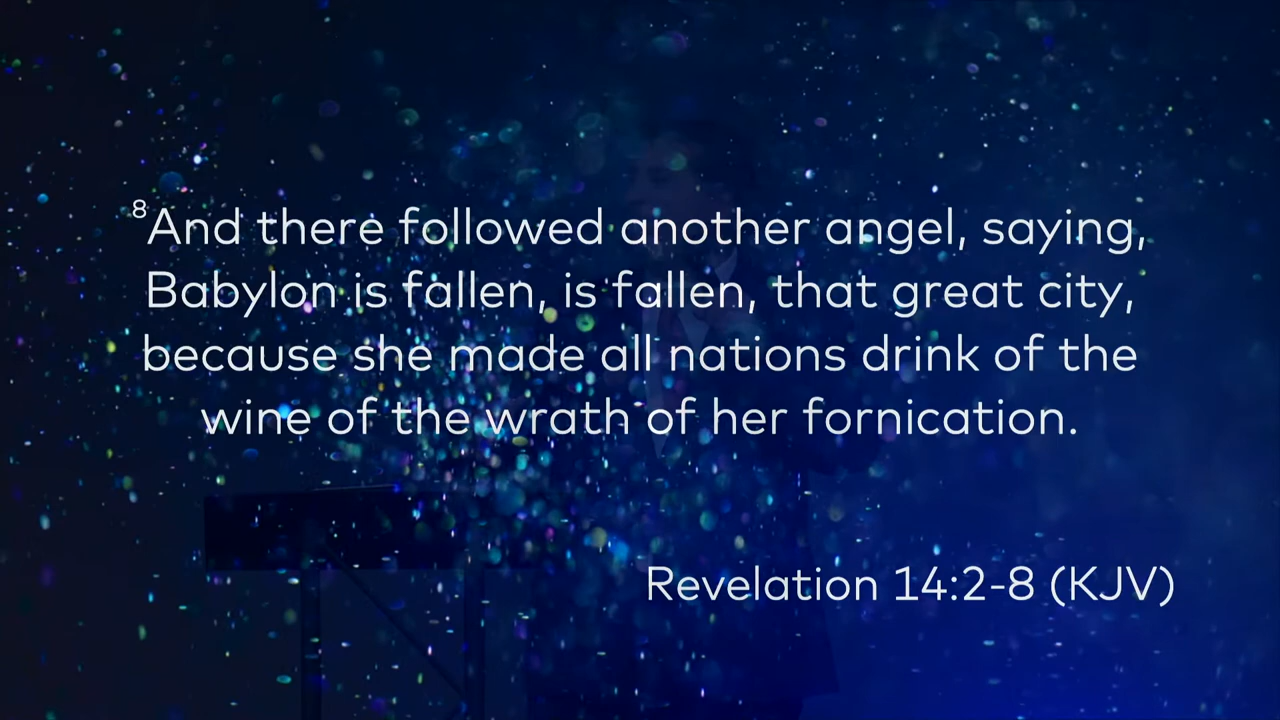 ⁸And there followed another angel, saying,
Babylon is fallen, is fallen, that great city,
because she made all nations drink of the
wine of the wrath of her fornication.
Revelation 14:2-8 (KJV)